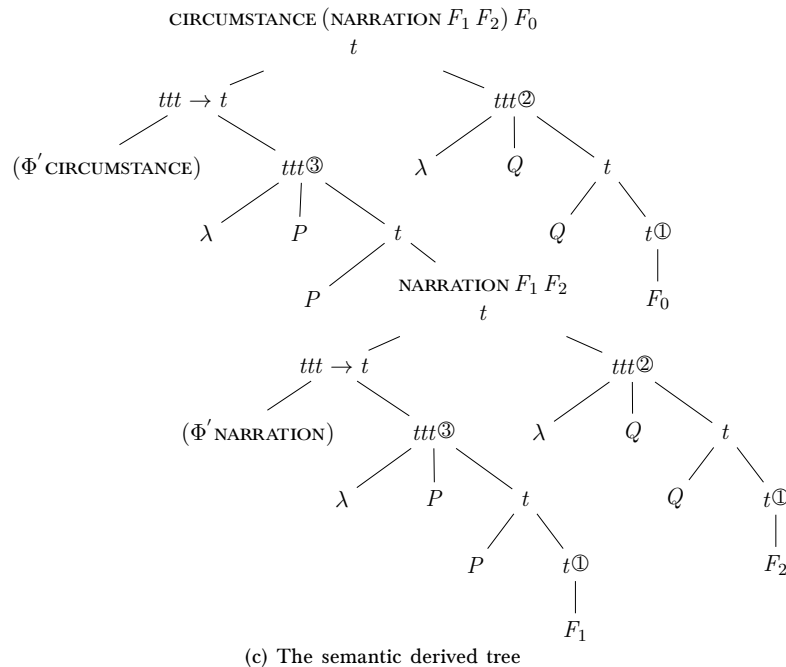 CIRCUMSTANCE (NARRATION F₁ F₂) F₀
t
ttt → t ttt②
(Φ′ CIRCUMSTANCE) ttt③ λ Q t
λ P t Q t①
P NARRATION F₁ F₂ F₀
t
ttt → t ttt②
(Φ′ NARRATION) ttt③ λ Q t
λ P t Q t①
P t① F₂
F₁
(c) The semantic derived tree